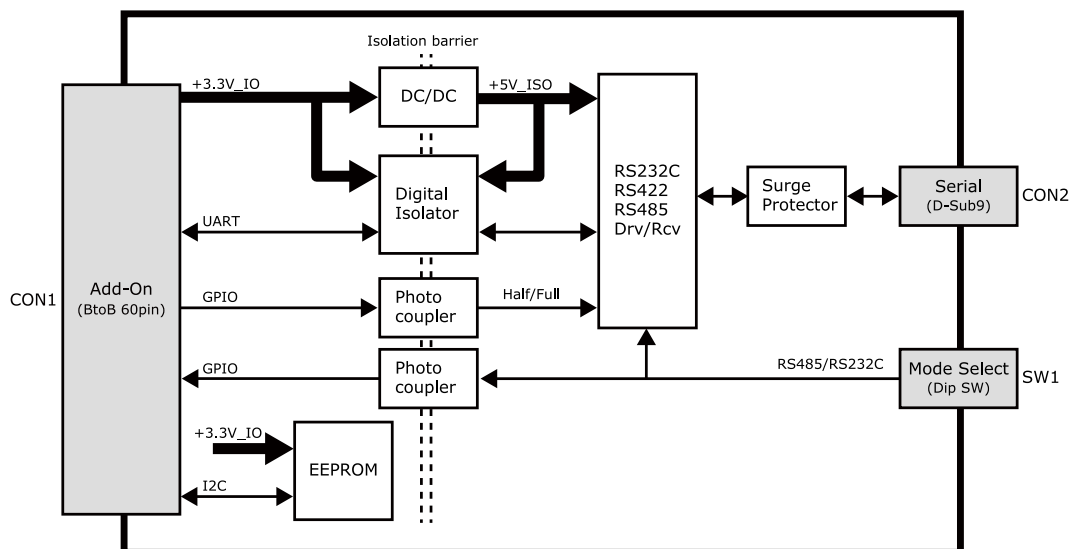 Isolation barrier
+3.3V_IO
DC/DC
+5V_ISO
RS232C
RS422
RS485
Drv/Rcv
Digital
Isolator
UART
Surge
Protector
Serial
(D-Sub9)
CON2
CON1
Add-On
(BtoB 60pin)
GPIO
Photo
coupler
Half/Full
GPIO
Photo
coupler
RS485/RS232C
Mode Select
(Dip SW)
SW1
+3.3V_IO
EEPROM
I2C